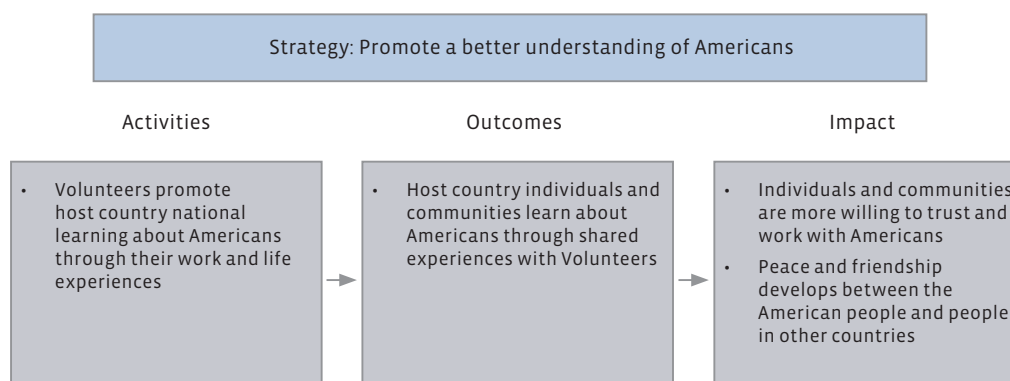 Strategy: Promote a better understanding of Americans
Activities
Outcomes
Impact
• Volunteers promote
host country national
learning about Americans
through their work and life
experiences
• Host country individuals and
communities learn about
Americans through shared
experiences with Volunteers
• Individuals and communities
are more willing to trust and
work with Americans
• Peace and friendship
develops between the
American people and people
in other countries